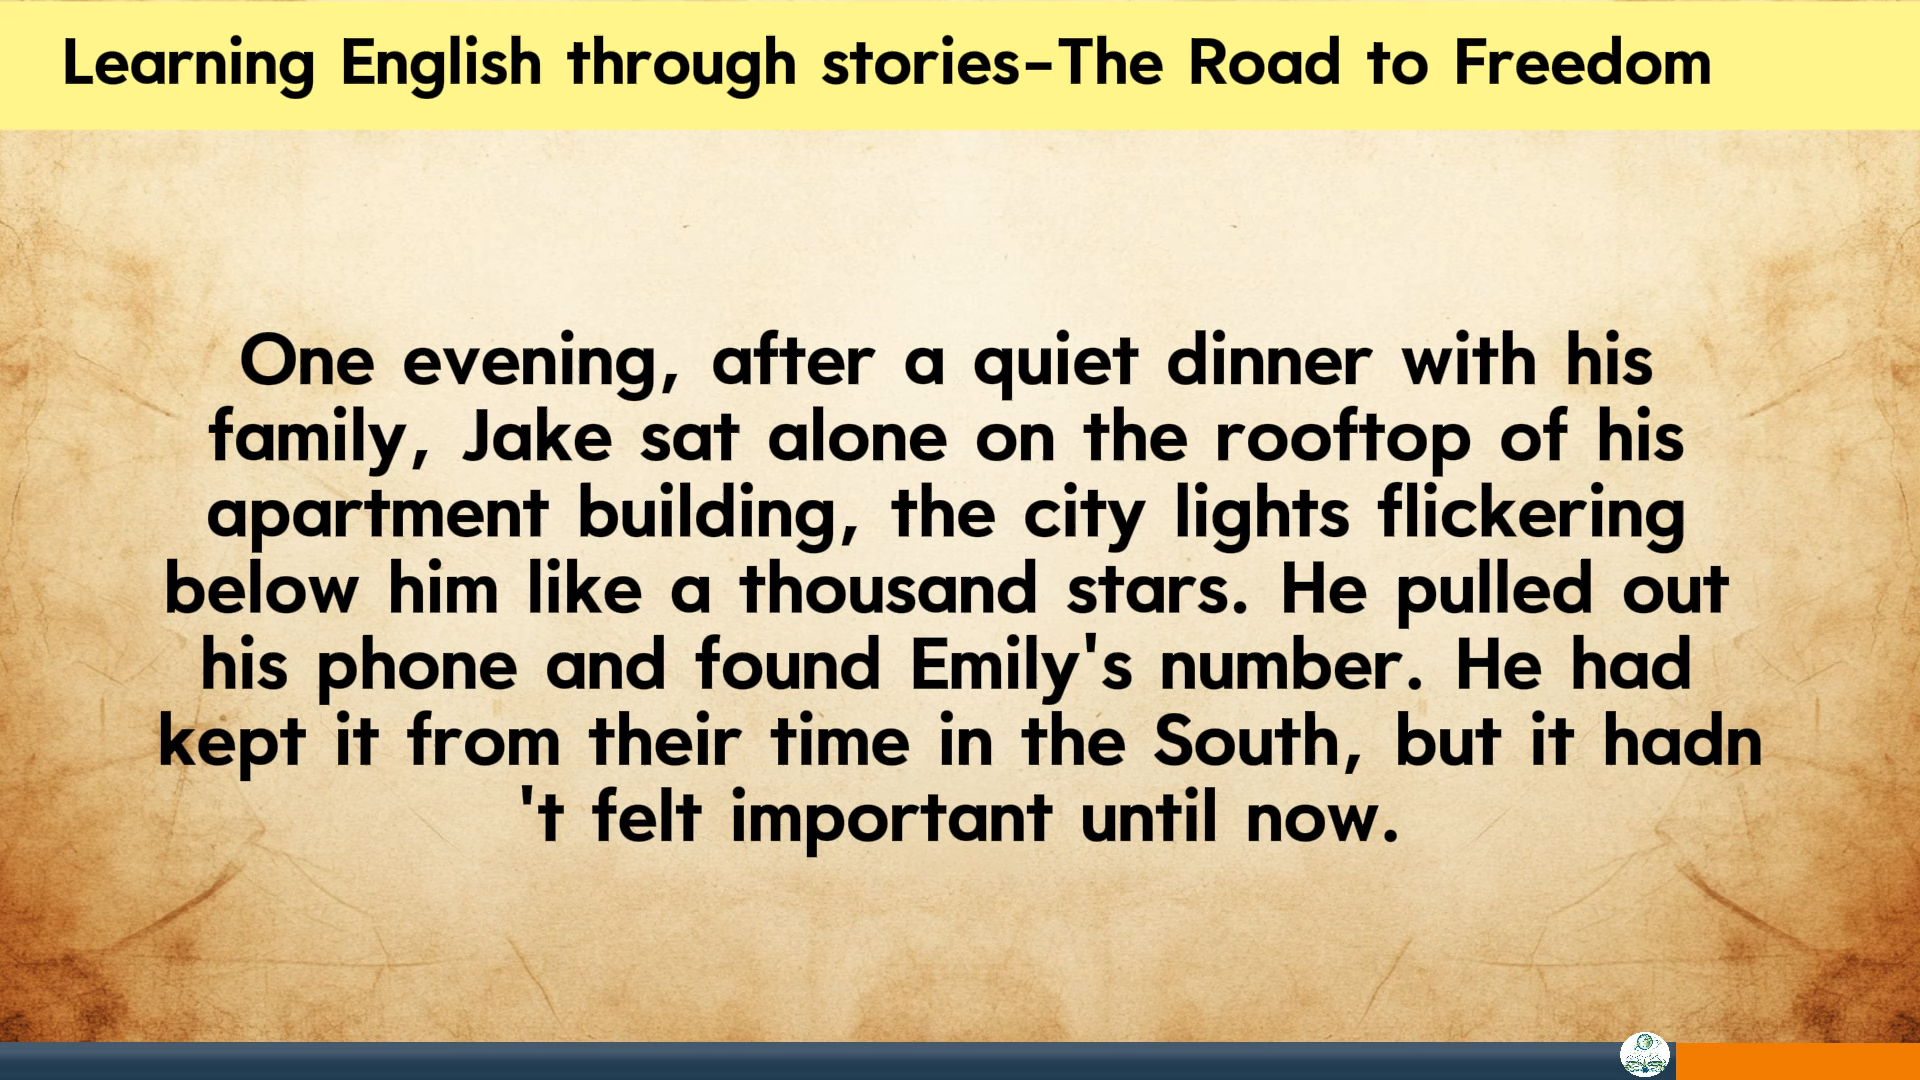 Learning English through stories-The Road to Freedom
One evening, after a quiet dinner with his
family, Jake sat alone on the rooftop of his
apartment building, the city lights flickering
below him like a thousand stars. He pulled out
his phone and found Emily's number. He had
kept it from their time in the South, but it hadn
't felt important until now.